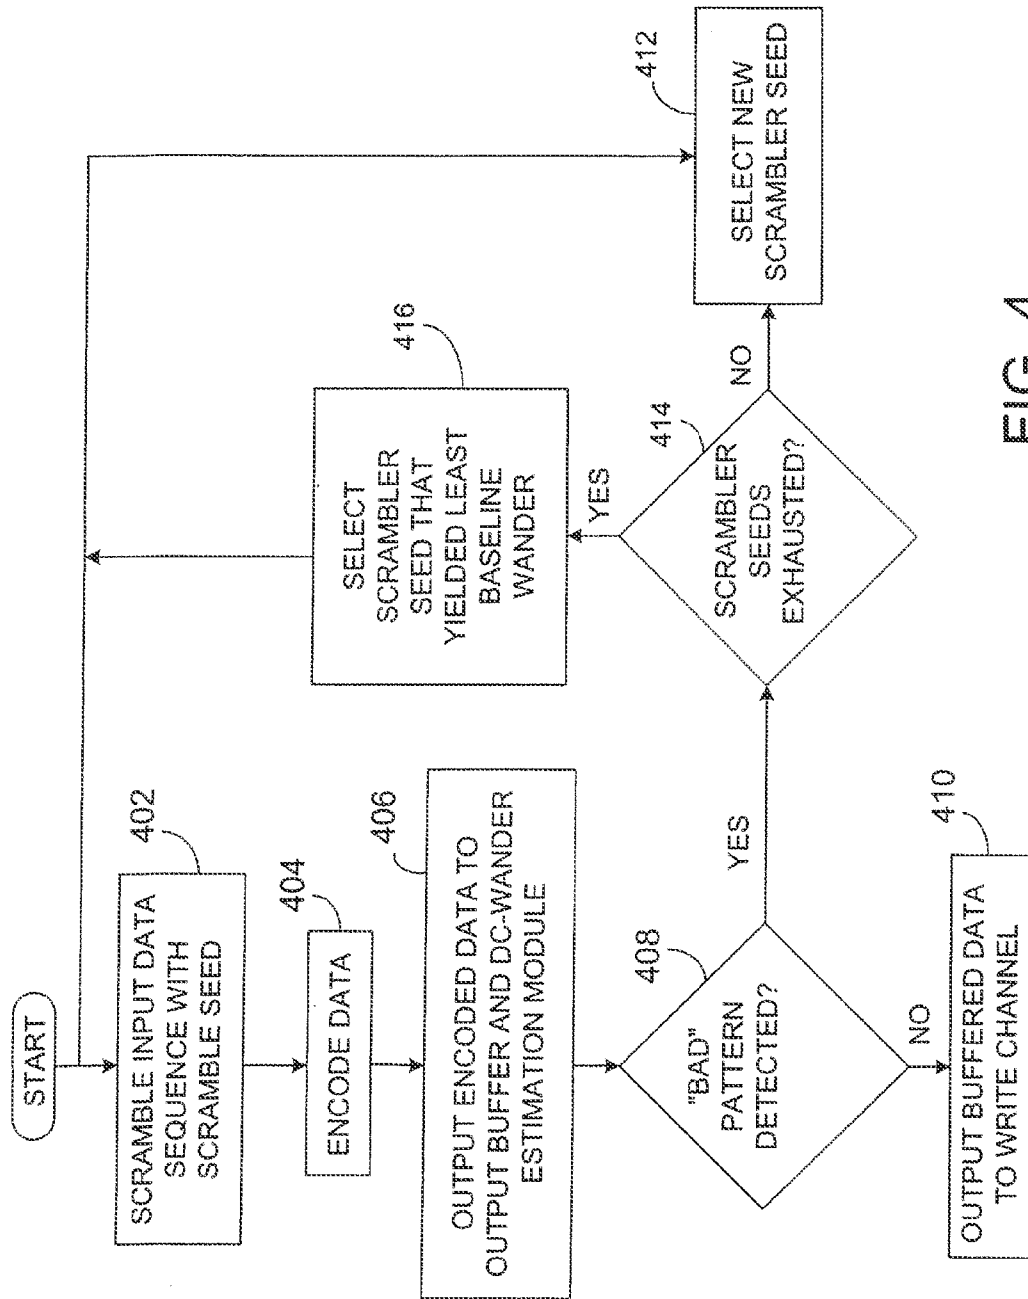 START
402
SCRAMBLE INPUT DATA
SEQUENCE WITH
SCRAMBLE SEED
404
ENCODE DATA
406
OUTPUT ENCODED DATA TO
OUTPUT BUFFER AND DC-WANDER
ESTIMATION MODULE
408
"BAD"
PATTERN
DETECTED?
YES
NO
410
OUTPUT BUFFERED DATA
TO WRITE CHANNEL
416
SELECT
SCRAMBLER
SEED THAT
YIELDED LEAST
BASELINE
WANDER
YES
414
SCRAMBLER
SEEDS
EXHAUSTED?
NO
412
SELECT NEW
SCRAMBLER SEED
FIG. 4